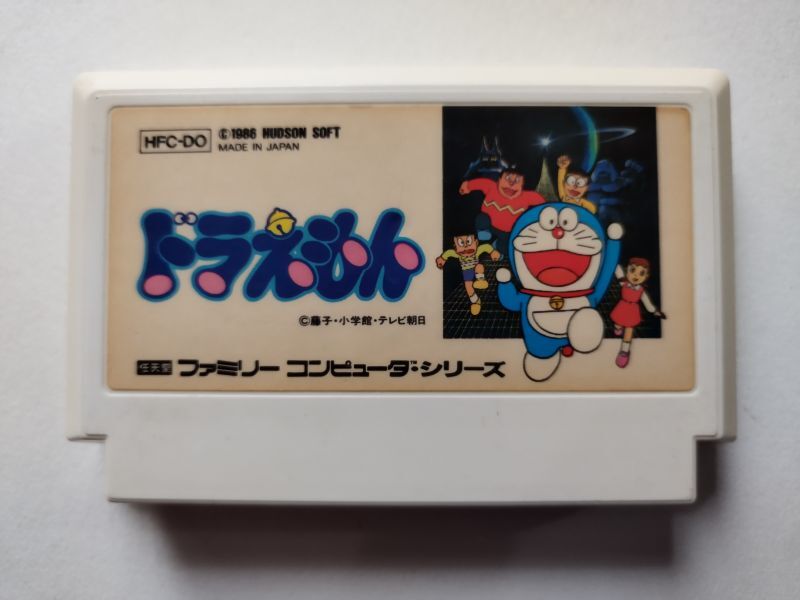 HFC-DO
©1986 HUDSON SOFT
MADE IN JAPAN
ドラえもん
©藤子・小学館・テレビ朝日
任天堂 ファミリー コンピュータ™シリーズ